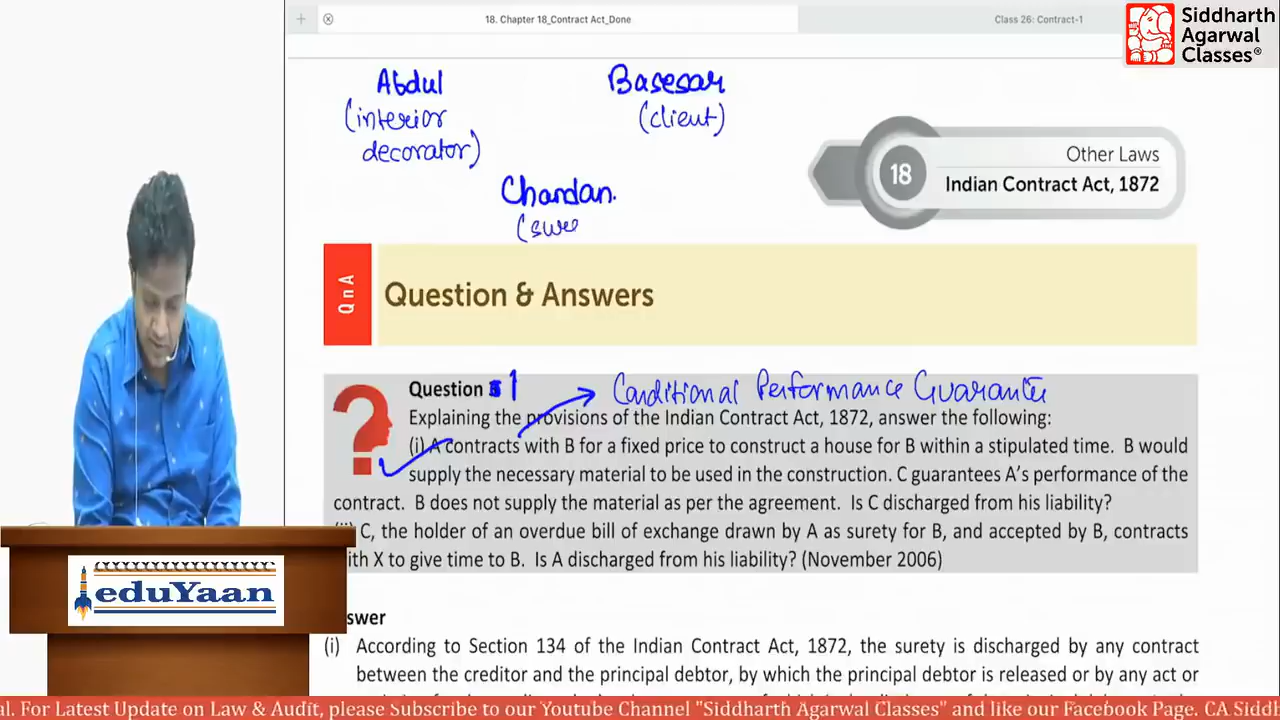 18. Chapter 18_Contract Act_Done
Class 26: Contract-1
Siddharth
Agarwal
Classes®
Abdul
(interior
decorator)
Basesar
(client)
Chandan.
18
Other Laws
Indian Contract Act, 1872
QnA
Question & Answers
Question 1
Conditional Performance Guarantee
Explaining the provisions of the Indian Contract Act, 1872, answer the following:
(i) A contracts with B for a fixed price to construct a house for B within a stipulated time. B would
supply the necessary material to be used in the construction. C guarantees A's performance of the
contract. B does not supply the material as per the agreement. Is C discharged from his liability?
C, the holder of an overdue bill of exchange drawn by A as surety for B, and accepted by B, contracts
with X to give time to B. Is A discharged from his liability? (November 2006)
eduYaan
swer
(i) According to Section 134 of the Indian Contract Act, 1872, the surety is discharged by any contract
between the creditor and the principal debtor, by which the principal debtor is released or by any act or
al. For Latest Update on Law & Audit, please Subscribe to our Youtube Channel "Siddharth Agarwal Classes" and like our Facebook Page. CA Siddh